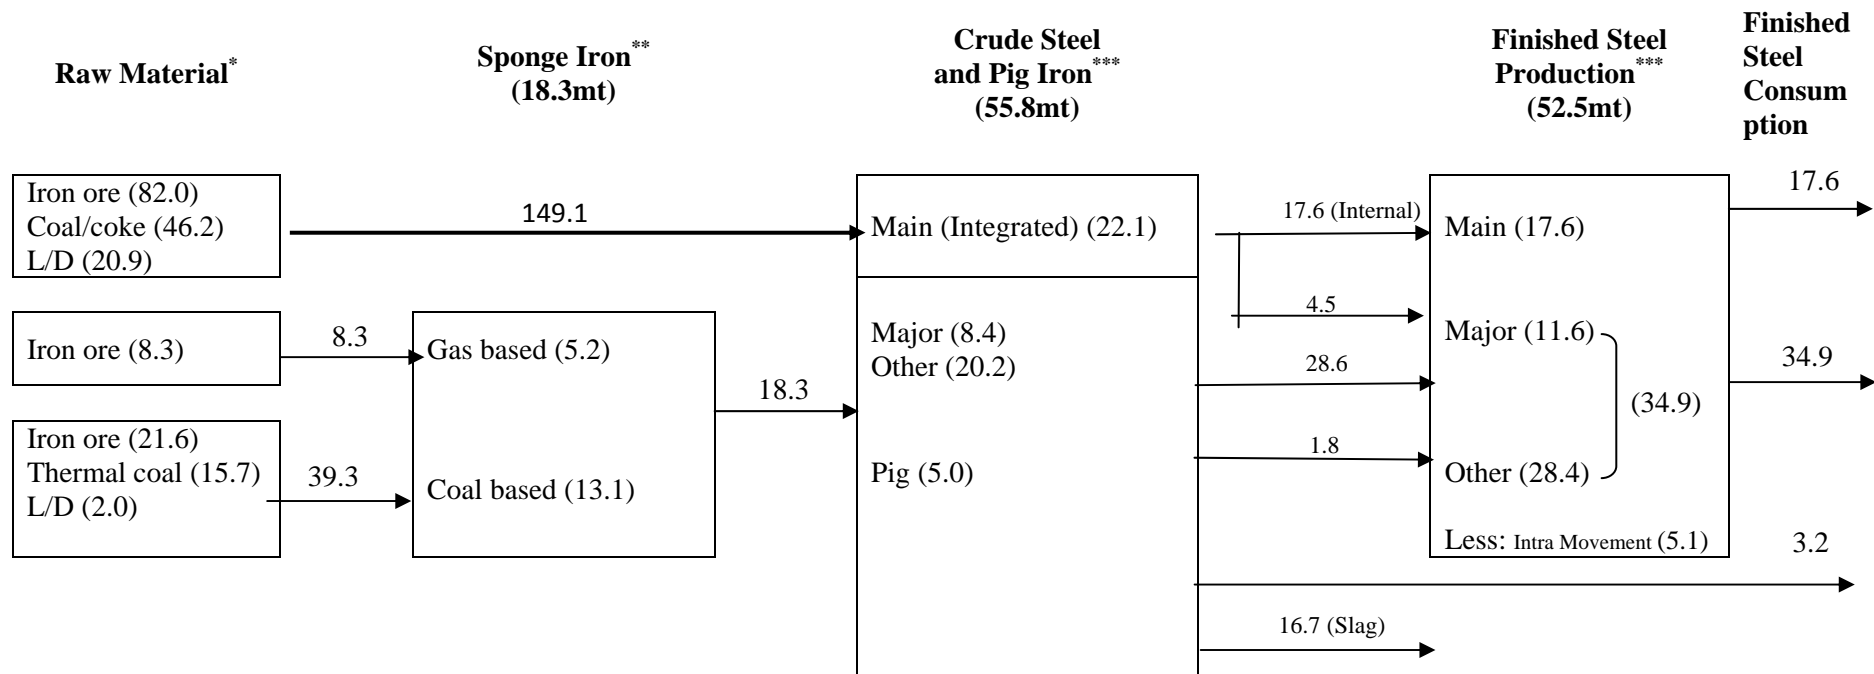 Raw Material*
Sponge Iron**
(18.3mt)
Crude Steel
and Pig Iron***
(55.8mt)
Finished Steel
Production***
(52.5mt)
Finished
Steel
Consum
ption
Iron ore (82.0)
Coal/coke (46.2)
L/D (20.9)
149.1
Main (Integrated) (22.1)
17.6 (Internal)
Main (17.6)
17.6
Iron ore (8.3)
8.3
Gas based (5.2)
18.3
Major (8.4)
Other (20.2)
4.5
28.6
Major (11.6)
(34.9)
34.9
Iron ore (21.6)
Thermal coal (15.7)
L/D (2.0)
39.3
Coal based (13.1)
Pig (5.0)
1.8
Other (28.4)
Less: Intra Movement (5.1)
3.2
16.7 (Slag)